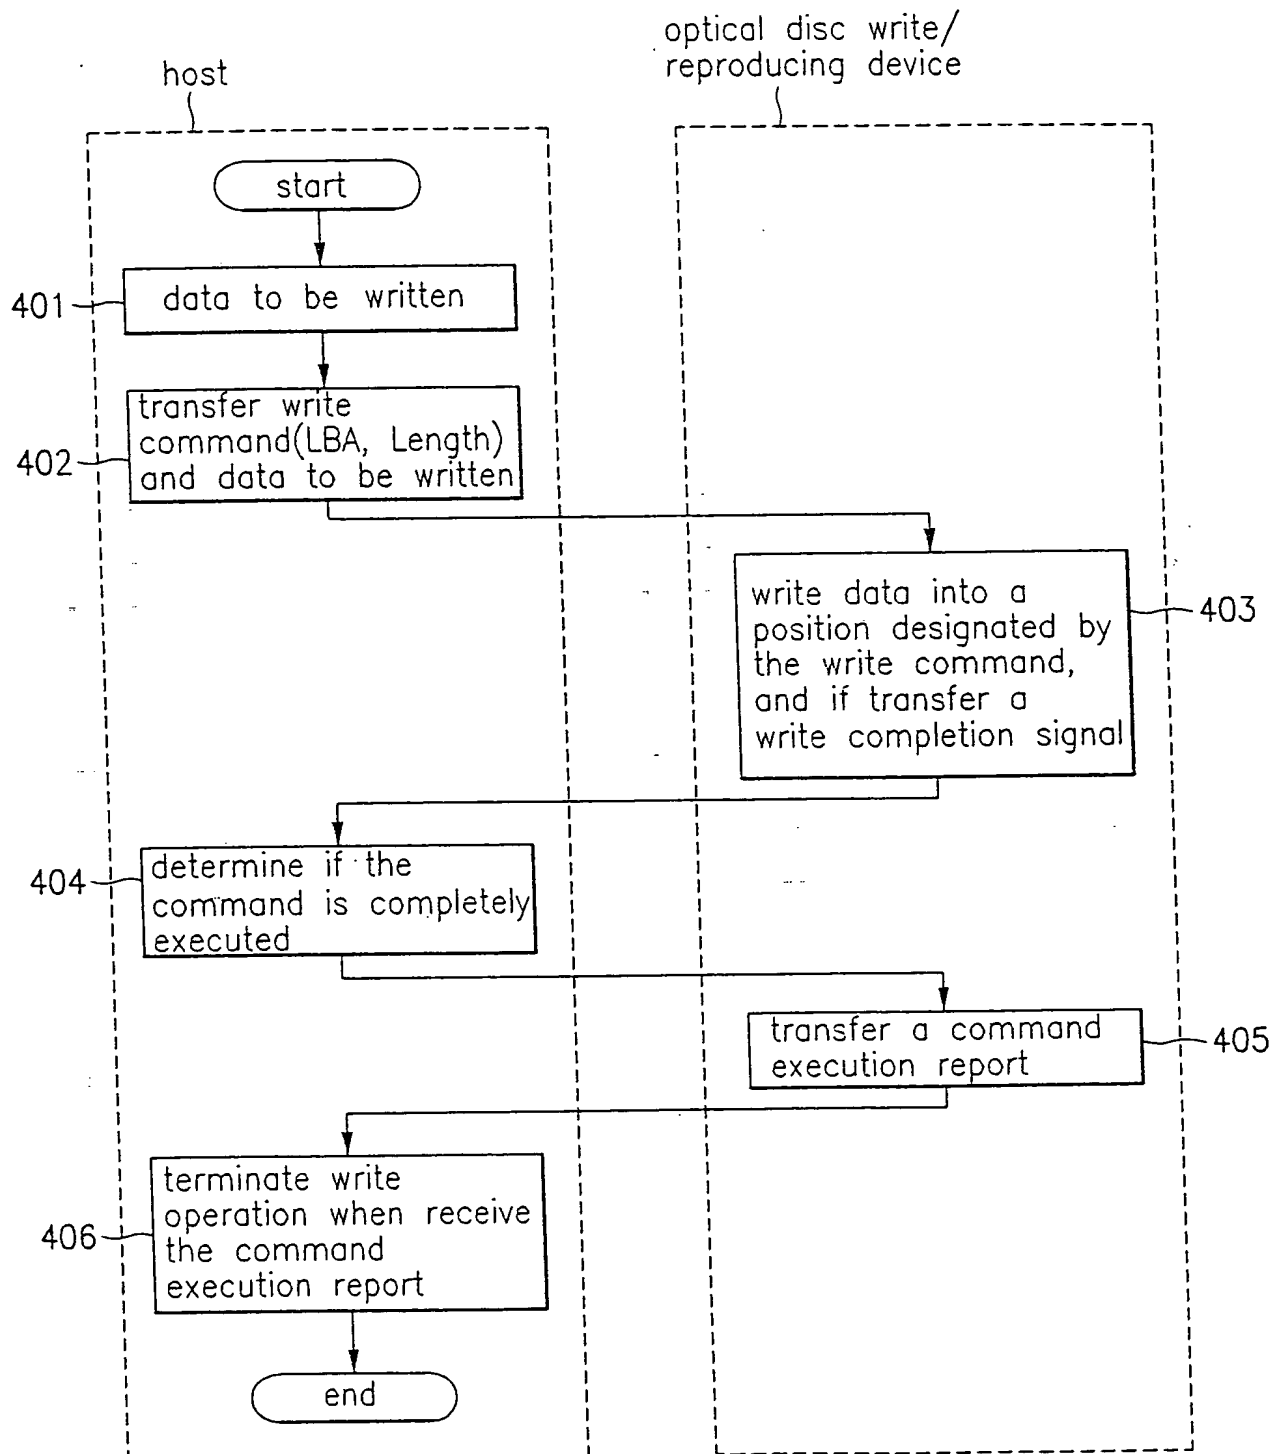 optical disc write/
reproducing device
host
start
401
data to be written
402
transfer write
command(LBA, Length)
and data to be written
403
write data into a
position designated by
the write command,
and if transfer a
write completion signal
404
determine if the
command is completely
executed
405
transfer a command
execution report
406
terminate write
operation when receive
the command
execution report
end